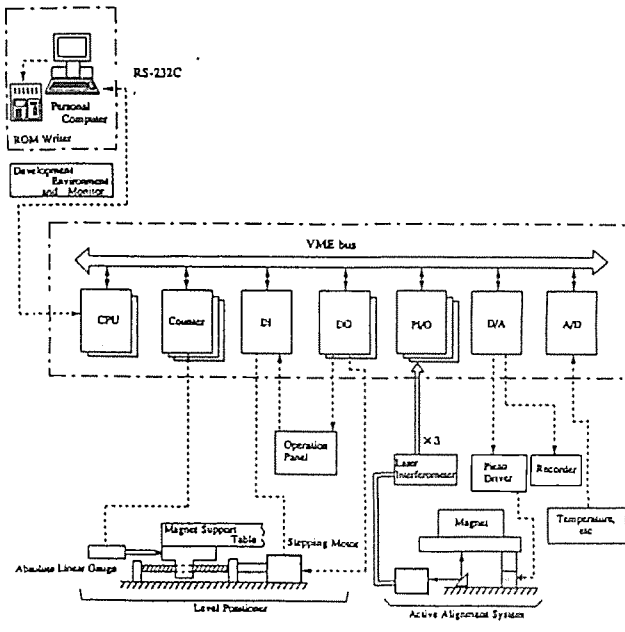 RS-232C
Personal
Computer
ROM Writer
Development
Environment
and Monitor
VME bus
CPU
Counter
DI
DO
PI/O
D/A
A/D
×3
Operation
Panel
Laser
Interferometer
Piezo
Driver
Recorder
Magnet Support
Table
Stepping Motor
Magnet
Temperature,
etc
Absolute Linear Gauge
Level Positioner
Active Alignment System